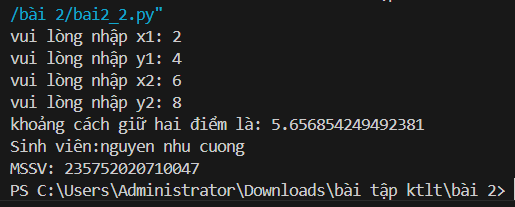 /bài 2/bai2_2.py"
vui lòng nhập x1: 2
vui lòng nhập y1: 4
vui lòng nhập x2: 6
vui lòng nhập y2: 8
khoảng cách giữ hai điểm là: 5.656854249492381
Sinh viên:nguyen nhu cuong
MSSV: 235752020710047
PS C:\Users\Administrator\Downloads\bài tập ktlt\bài 2>